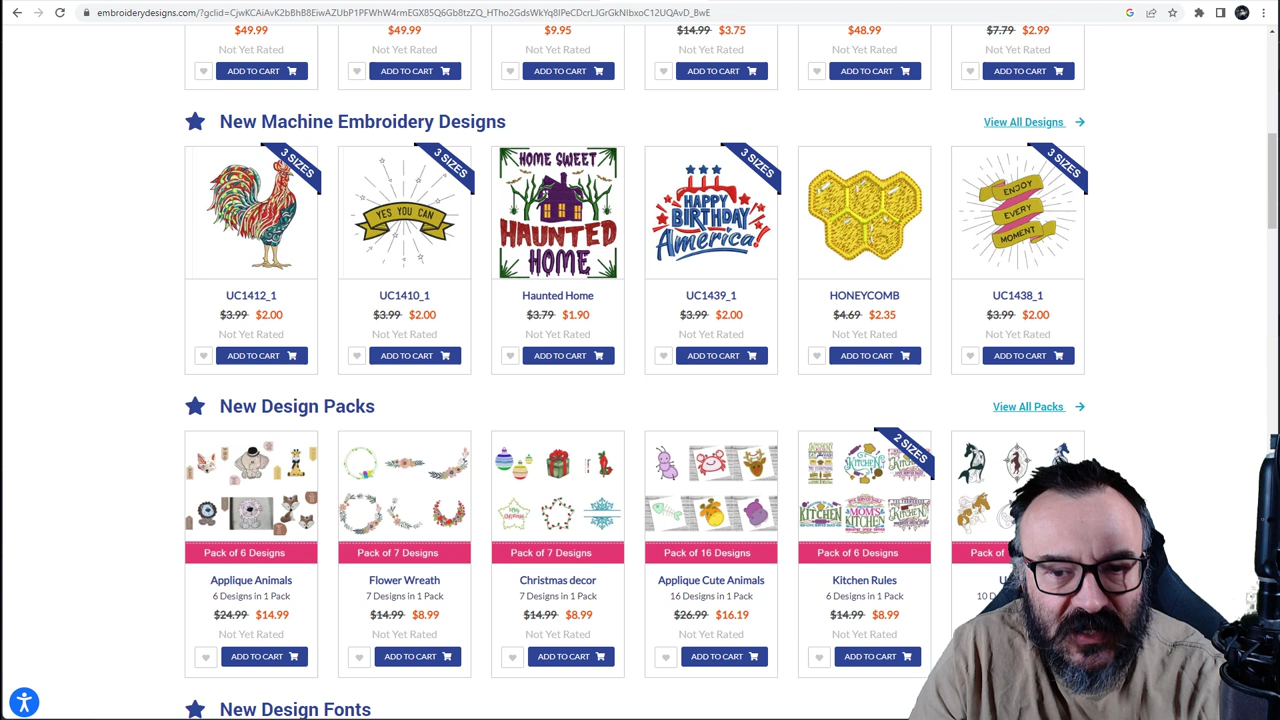 embroiderydesigns.com/?gclid=CjwKCAiAvK2bBhB8EiwAZUbP1PFWhW4rmEGX85Q6Gb8tzZQ_HTho2GdsWkYq8lPeCDcrLJGrGkNlbxoC12UQAvD_BwE
$49.99 $49.99 $9.95 $14.99 $3.75 $48.99 $7.79 $2.99
Not Yet Rated Not Yet Rated Not Yet Rated Not Yet Rated Not Yet Rated Not Yet Rated
ADD TO CART ADD TO CART ADD TO CART ADD TO CART ADD TO CART ADD TO CART
New Machine Embroidery Designs View All Designs
3 SIZES 3 SIZES 3 SIZES 3 SIZES
YES YOU CAN
HOME SWEET
HAUNTED
HOME
HAPPY
BIRTHDAY
America!
ENJOY
EVERY
MOMENT
UC1412_1 UC1410_1 Haunted Home UC1439_1 HONEYCOMB UC1438_1
$3.99 $2.00 $3.99 $2.00 $3.79 $1.90 $3.99 $2.00 $4.69 $2.35 $3.99 $2.00
Not Yet Rated Not Yet Rated Not Yet Rated Not Yet Rated Not Yet Rated Not Yet Rated
ADD TO CART ADD TO CART ADD TO CART ADD TO CART ADD TO CART ADD TO CART
New Design Packs View All Packs
2 SIZES
KITCHEN
MOM'S
KITCHEN
Pack of 6 Designs Pack of 7 Designs Pack of 7 Designs Pack of 16 Designs Pack of 6 Designs Pack of
Applique Animals Flower Wreath Christmas decor Applique Cute Animals Kitchen Rules U
6 Designs in 1 Pack 7 Designs in 1 Pack 7 Designs in 1 Pack 16 Designs in 1 Pack 6 Designs in 1 Pack 10 D
$24.99 $14.99 $14.99 $8.99 $14.99 $8.99 $26.99 $16.19 $14.99 $8.99
Not Yet Rated Not Yet Rated Not Yet Rated Not Yet Rated Not Yet Rated
ADD TO CART ADD TO CART ADD TO CART ADD TO CART ADD TO CART
New Design Fonts